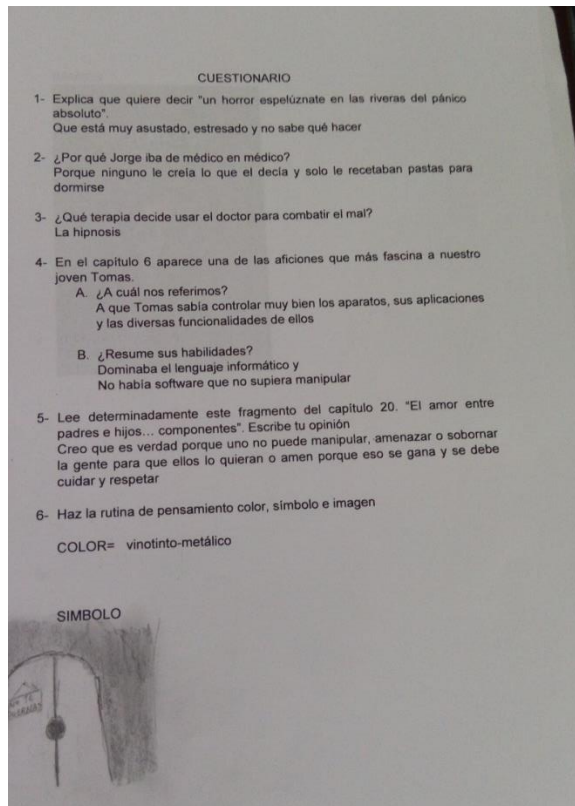 CUESTIONARIO
1- Explica que quiere decir "un horror espelúznate en las riveras del pánico
absoluto".
Que está muy asustado, estresado y no sabe qué hacer
2- ¿Por qué Jorge iba de médico en médico?
Porque ninguno le creía lo que el decía y solo le recetaban pastas para
dormirse
3- ¿Qué terapia decide usar el doctor para combatir el mal?
La hipnosis
4- En el capitulo 6 aparece una de las aficiones que más fascina a nuestro
joven Tomas.
A. ¿A cuál nos referimos?
A que Tomas sabía controlar muy bien los aparatos, sus aplicaciones
y las diversas funcionalidades de ellos
B. ¿Resume sus habilidades?
Dominaba el lenguaje informático y
No había software que no supiera manipular
5- Lee determinadamente este fragmento del capitulo 20. "El amor entre
padres e hijos... componentes". Escribe tu opinión
Creo que es verdad porque uno no puede manipular, amenazar o sobornar
la gente para que ellos lo quieran o amen porque eso se gana y se debe
cuidar y respetar
6- Haz la rutina de pensamiento color, símbolo e imagen
COLOR= vinotinto-metálico
SIMBOLO